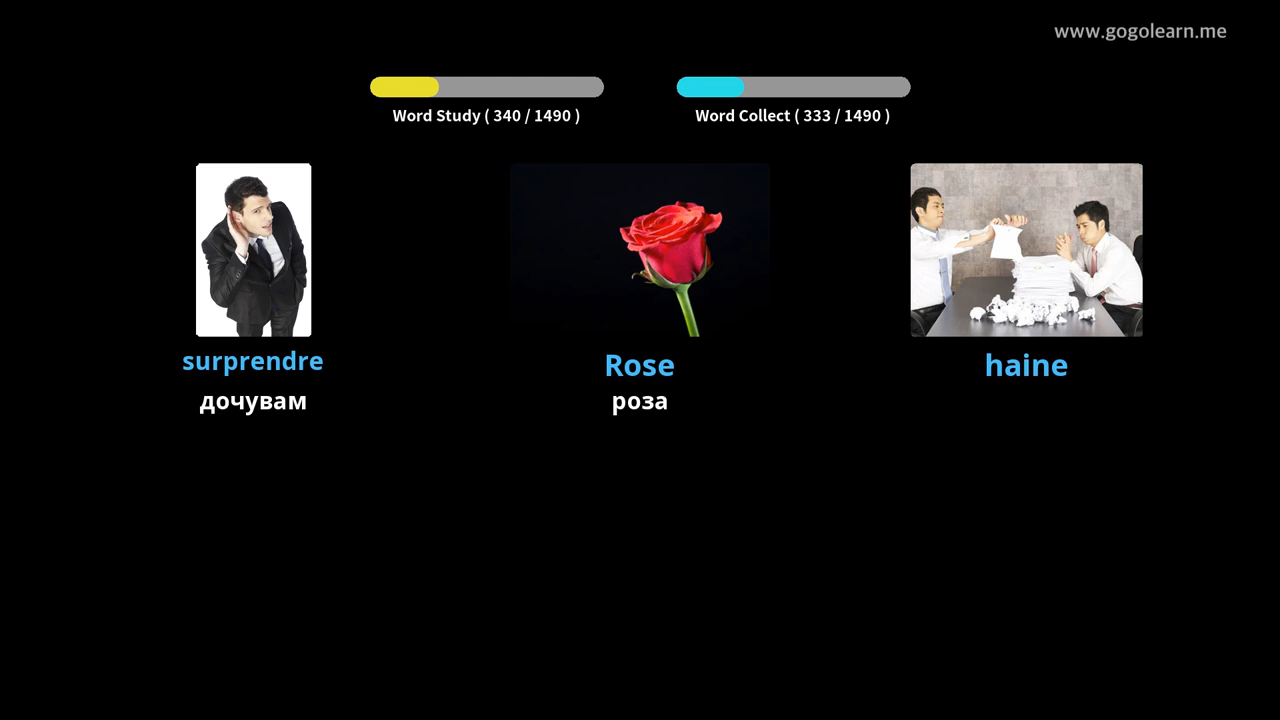 www.gogolearn.me
Word Study ( 340 / 1490 )
Word Collect ( 333 / 1490 )
surprendre
дочувам
Rose
роза
haine